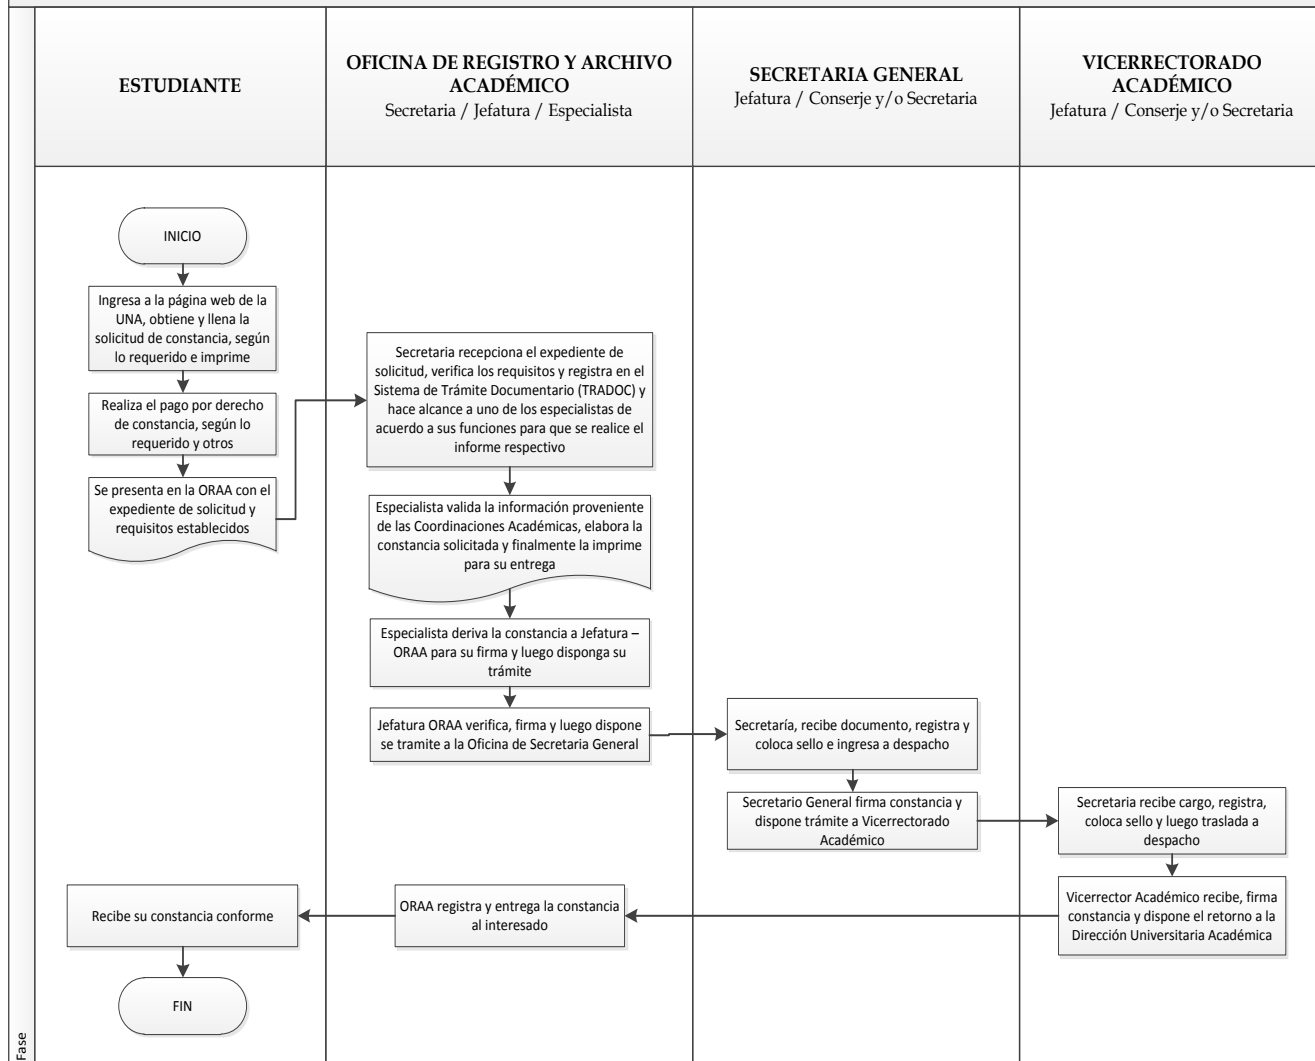 ESTUDIANTE
OFICINA DE REGISTRO Y ARCHIVO
ACADÉMICO
Secretaria / Jefatura / Especialista
SECRETARIA GENERAL
Jefatura / Conserje y/o Secretaria
VICERRECTORADO
ACADÉMICO
Jefatura / Conserje y/o Secretaria
INICIO
Ingresa a la página web de la
UNA, obtiene y llena la
solicitud de constancia, según
lo requerido e imprime
Realiza el pago por derecho
de constancia, según lo
requerido y otros
Se presenta en la ORAA con el
expediente de solicitud y
requisitos establecidos
Secretaria recepciona el expediente de
solicitud, verifica los requisitos y registra en el
Sistema de Trámite Documentario (TRADOC) y
hace alcance a uno de los especialistas de
acuerdo a sus funciones para que se realice el
informe respectivo
Especialista valida la información proveniente
de las Coordinaciones Académicas, elabora la
constancia solicitada y finalmente la imprime
para su entrega
Especialista deriva la constancia a Jefatura –
ORAA para su firma y luego disponga su
trámite
Jefatura ORAA verifica, firma y luego dispone
se tramite a la Oficina de Secretaria General
Secretaría, recibe documento, registra y
coloca sello e ingresa a despacho
Secretario General firma constancia y
dispone trámite a Vicerrectorado
Académico
Secretaria recibe cargo, registra,
coloca sello y luego traslada a
despacho
Vicerrector Académico recibe, firma
constancia y dispone el retorno a la
Dirección Universitaria Académica
ORAA registra y entrega la constancia
al interesado
Recibe su constancia conforme
FIN
Fase